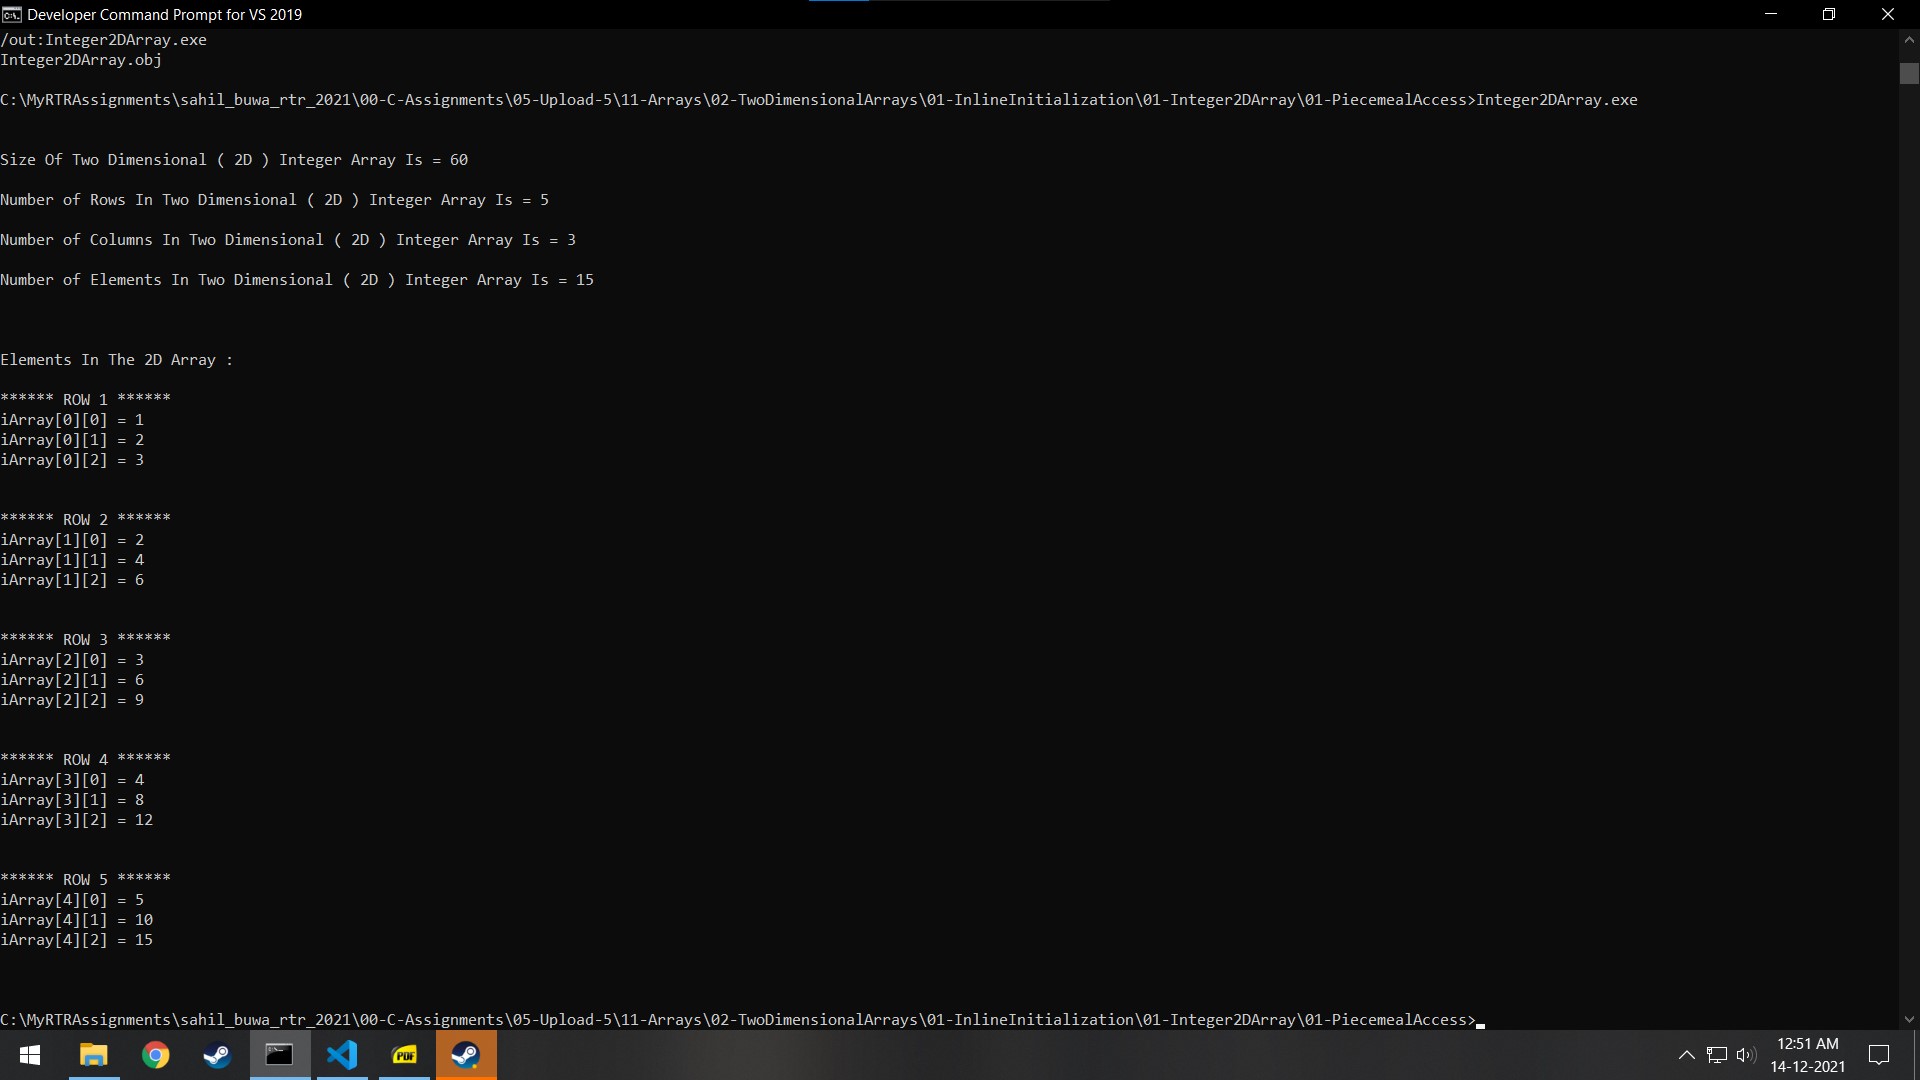 Developer Command Prompt for VS 2019
/out:Integer2DArray.exe
Integer2DArray.obj
C:\MyRTRAssignments\sahil_buwa_rtr_2021\00-C-Assignments\05-Upload-5\11-Arrays\02-TwoDimensionalArrays\01-InlineInitialization\01-Integer2DArray\01-PiecemealAccess>Integer2DArray.exe
Size Of Two Dimensional ( 2D ) Integer Array Is = 60
Number of Rows In Two Dimensional ( 2D ) Integer Array Is = 5
Number of Columns In Two Dimensional ( 2D ) Integer Array Is = 3
Number of Elements In Two Dimensional ( 2D ) Integer Array Is = 15
Elements In The 2D Array :
****** ROW 1 ******
iArray[0][0] = 1
iArray[0][1] = 2
iArray[0][2] = 3
****** ROW 2 ******
iArray[1][0] = 2
iArray[1][1] = 4
iArray[1][2] = 6
****** ROW 3 ******
iArray[2][0] = 3
iArray[2][1] = 6
iArray[2][2] = 9
****** ROW 4 ******
iArray[3][0] = 4
iArray[3][1] = 8
iArray[3][2] = 12
****** ROW 5 ******
iArray[4][0] = 5
iArray[4][1] = 10
iArray[4][2] = 15
C:\MyRTRAssignments\sahil_buwa_rtr_2021\00-C-Assignments\05-Upload-5\11-Arrays\02-TwoDimensionalArrays\01-InlineInitialization\01-Integer2DArray\01-PiecemealAccess>
PDF
12:51 AM
14-12-2021